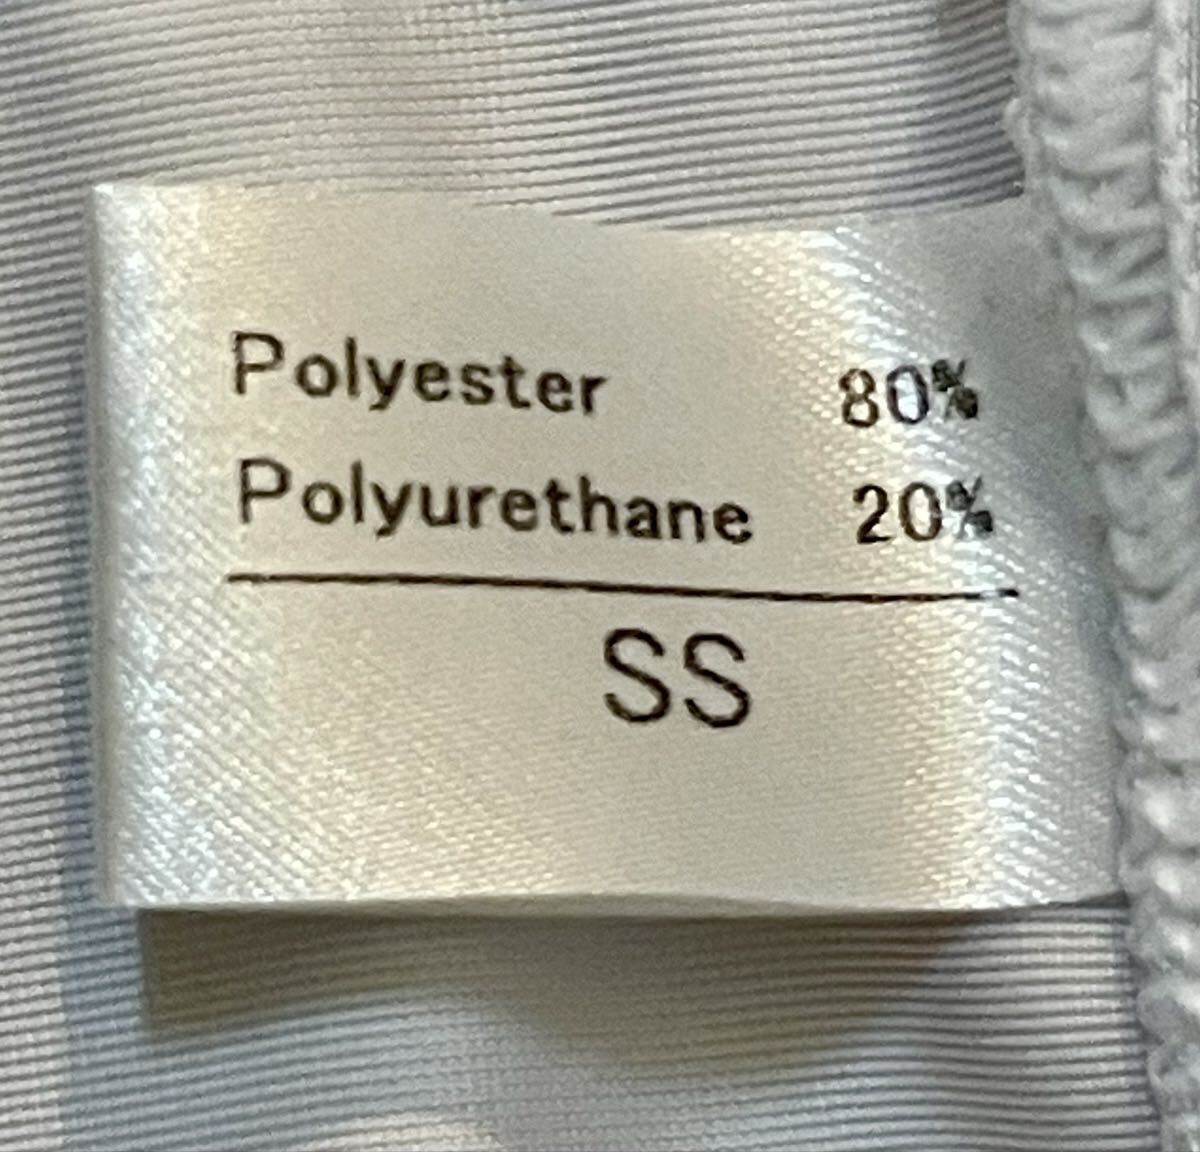 Polyester 80%
Polyurethane 20%
SS